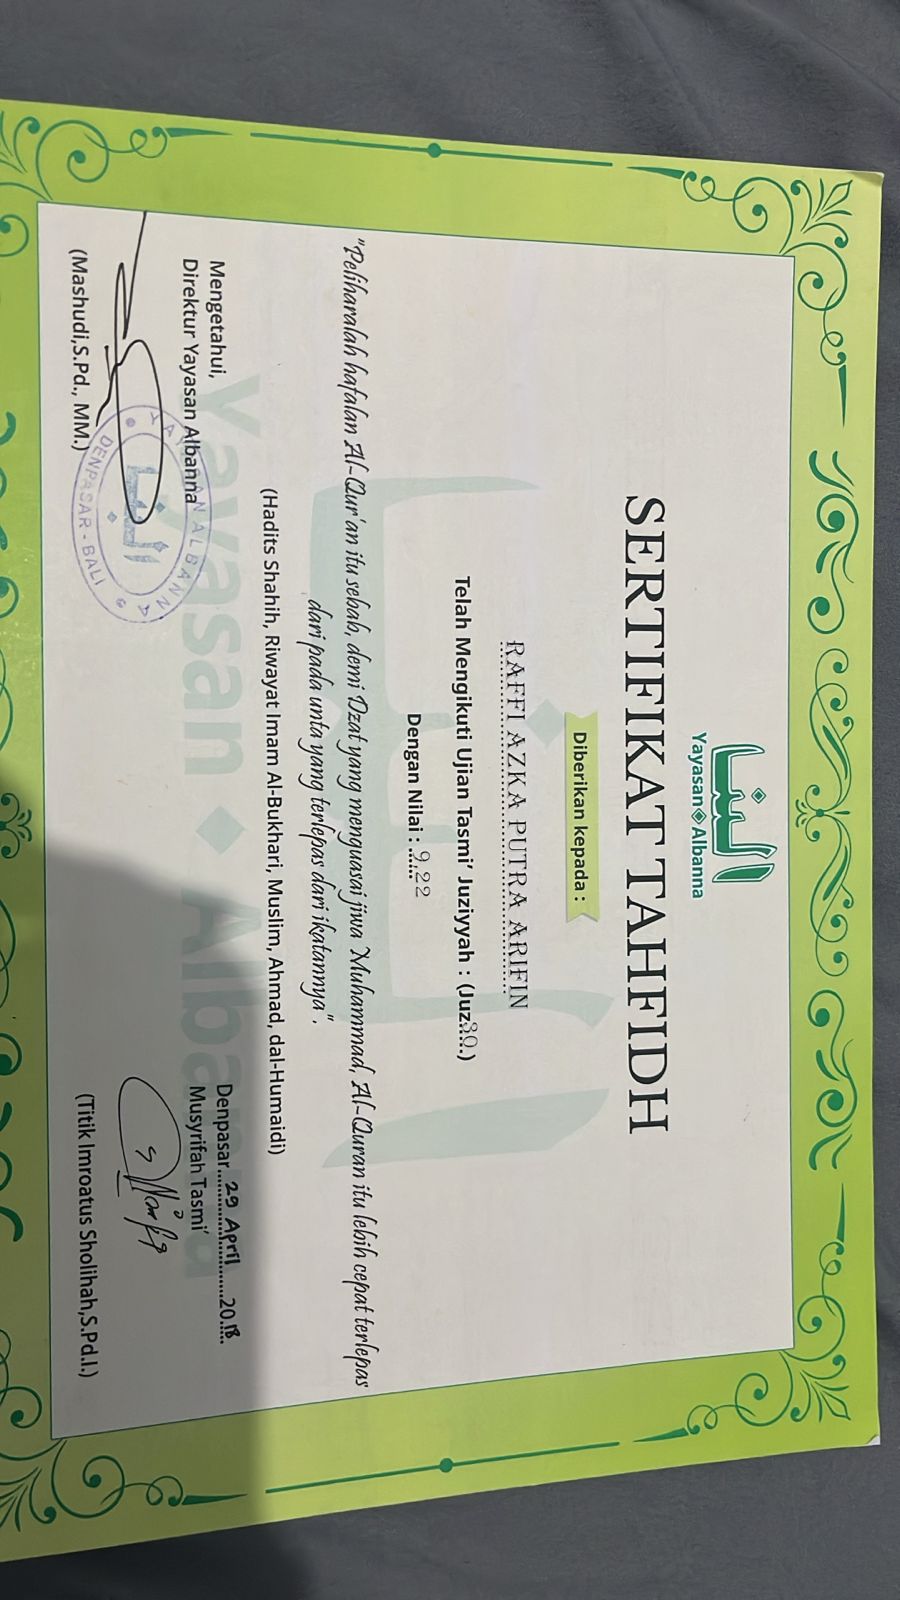 البنا
Yayasan Albanna
SERTIFIKAT TAHFIDH
Diberikan kepada :
RAFFI AZKA PUTRA ARIFIN
Telah Mengikuti Ujian Tasmi’ Juziyyah : (Juz 30.)
Dengan Nilai : 9,22
"Peliharalah hafalan Al-Qur'an itu sebab, demi Dzat yang menguasai jiwa Muhammad, Al-Quran itu lebih cepat terlepas
dari pada unta yang terlepas dari ikatannya".
(Hadits Shahih, Riwayat Imam Al-Bukhari, Muslim, Ahmad, dal-Humaidi)
Mengetahui,
Direktur Yayasan Albanna
YAYASAN ALBANNA
البنا
DENPASAR - BALI
(Mashudi,S.Pd., MM.)
Denpasar..29 April......20.18.
Musyrifah Tasmi’
(Titik Imroatus Sholihah,S.Pd.I.)
البنا
Yayasan Albanna